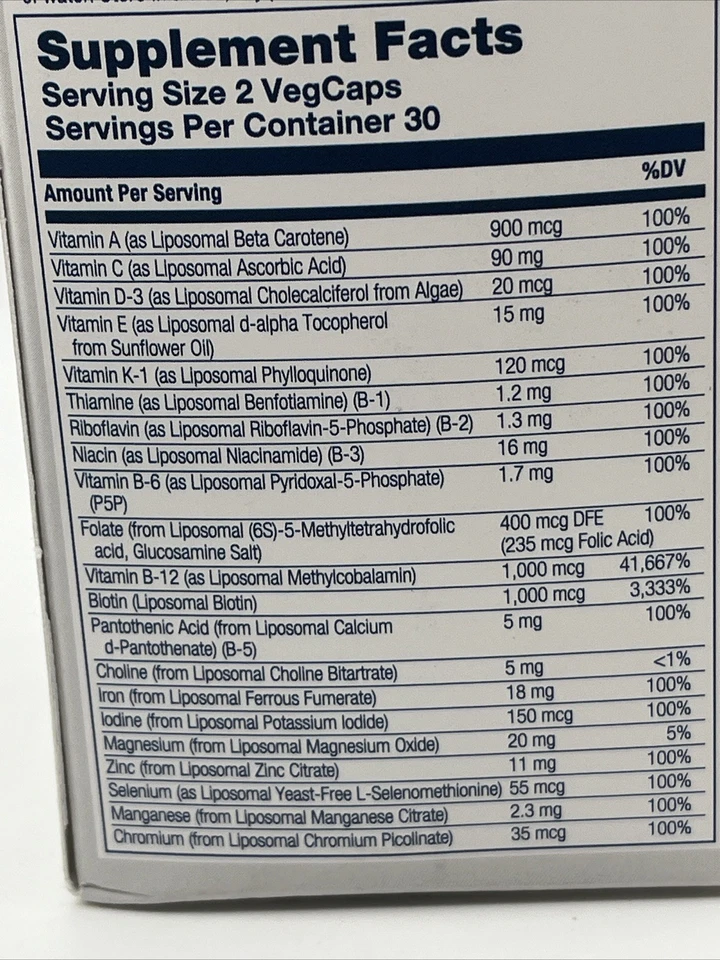 Supplement Facts
Serving Size 2 VegCaps
Servings Per Container 30
%DV
Amount Per Serving
Vitamin A (as Liposomal Beta Carotene) 900 mcg 100%
Vitamin C (as Liposomal Ascorbic Acid) 90 mg 100%
Vitamin D-3 (as Liposomal Cholecalciferol from Algae) 20 mcg 100%
Vitamin E (as Liposomal d-alpha Tocopherol 15 mg 100%
from Sunflower Oil)
Vitamin K-1 (as Liposomal Phylloquinone) 120 mcg 100%
Thiamine (as Liposomal Benfotiamine) (B-1) 1.2 mg 100%
Riboflavin (as Liposomal Riboflavin-5-Phosphate) (B-2) 1.3 mg 100%
Niacin (as Liposomal Niacinamide) (B-3) 16 mg 100%
Vitamin B-6 (as Liposomal Pyridoxal-5-Phosphate) 1.7 mg 100%
(P5P)
Folate (from Liposomal (6S)-5-Methyltetrahydrofolic 400 mcg DFE 100%
acid, Glucosamine Salt) (235 mcg Folic Acid)
Vitamin B-12 (as Liposomal Methylcobalamin) 1,000 mcg 41,667%
Biotin (Liposomal Biotin) 1,000 mcg 3,333%
Pantothenic Acid (from Liposomal Calcium 5 mg 100%
d-Pantothenate) (B-5)
Choline (from Liposomal Choline Bitartrate) 5 mg <1%
Iron (from Liposomal Ferrous Fumerate) 18 mg 100%
Iodine (from Liposomal Potassium Iodide) 150 mcg 100%
Magnesium (from Liposomal Magnesium Oxide) 20 mg 5%
Zinc (from Liposomal Zinc Citrate) 11 mg 100%
Selenium (as Liposomal Yeast-Free L-Selenomethionine) 55 mcg 100%
Manganese (from Liposomal Manganese Citrate) 2.3 mg 100%
Chromium (from Liposomal Chromium Picolinate) 35 mcg 100%